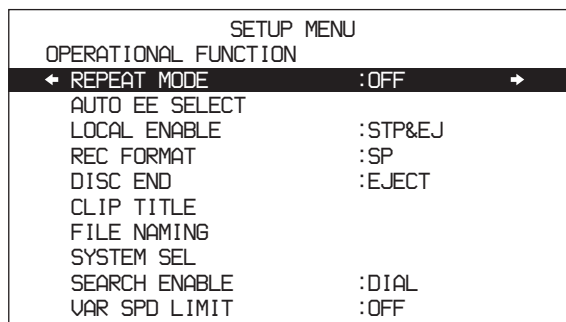 SETUP MENU
OPERATIONAL FUNCTION
← REPEAT MODE :OFF →
AUTO EE SELECT
LOCAL ENABLE :STP&EJ
REC FORMAT :SP
DISC END :EJECT
CLIP TITLE
FILE NAMING
SYSTEM SEL
SEARCH ENABLE :DIAL
VAR SPD LIMIT :OFF